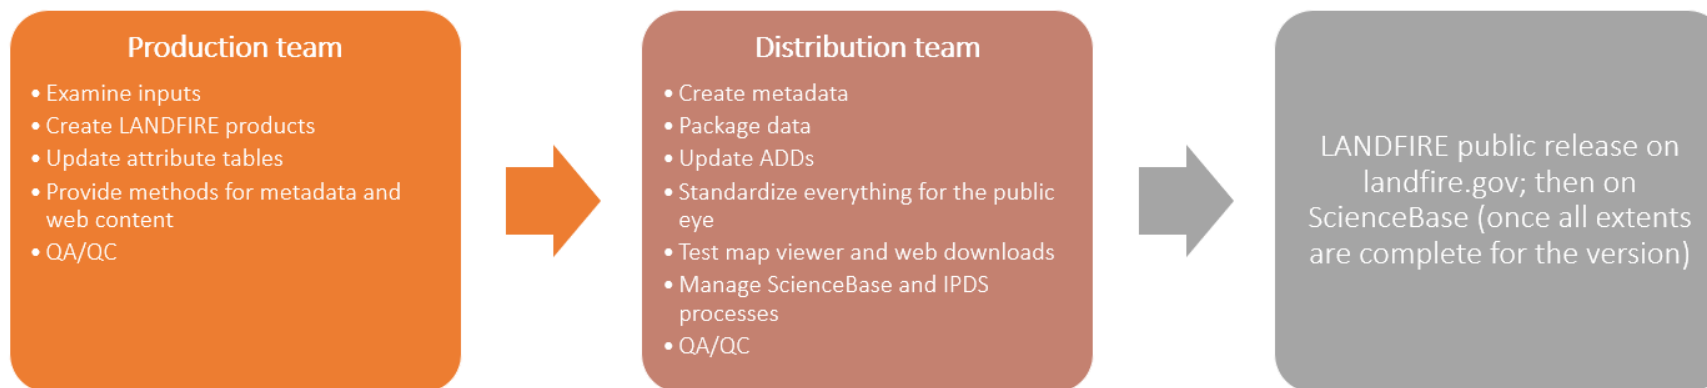 Production team
• Examine inputs
• Create LANDFIRE products
• Update attribute tables
• Provide methods for metadata and
web content
• QA/QC
Distribution team
• Create metadata
• Package data
• Update ADDs
• Standardize everything for the public
eye
• Test map viewer and web downloads
• Manage ScienceBase and IPDS
processes
• QA/QC
LANDFIRE public release on
landfire.gov; then on
ScienceBase (once all extents
are complete for the version)